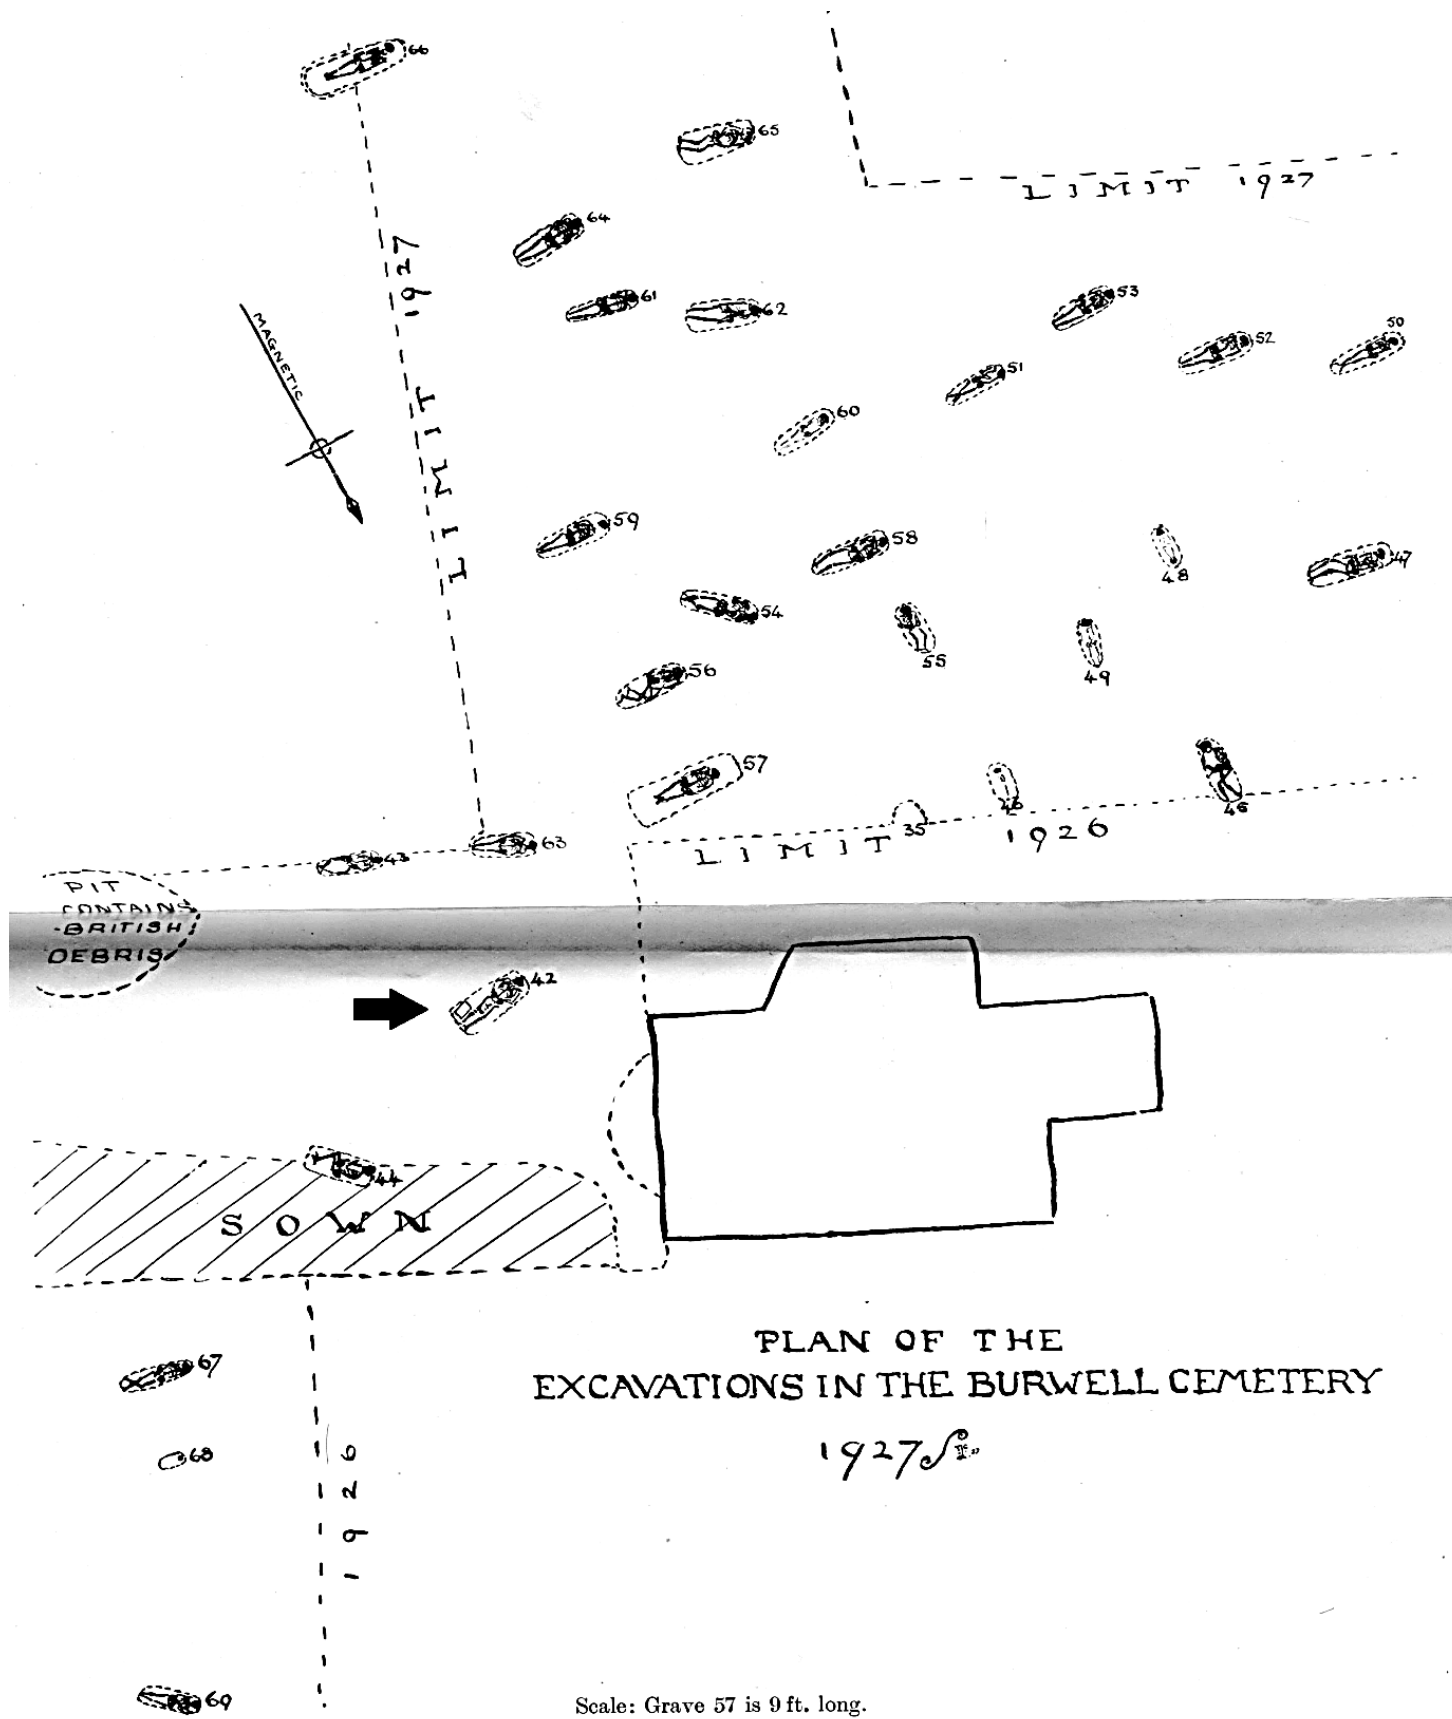 66
65
LIMIT 1927
64
61
62
53
52
50
51
60
MAGNETIC
LIMIT 1927
59
58
48
47
54
55
49
56
57
46
46
35
LIMIT 1926
63
43
PIT
CONTAINS
-BRITISH
DEBRIS
42
44
SOWN
67
68
1926
69
PLAN OF THE
EXCAVATIONS IN THE BURWELL CEMETERY
1927
Scale: Grave 57 is 9 ft. long.